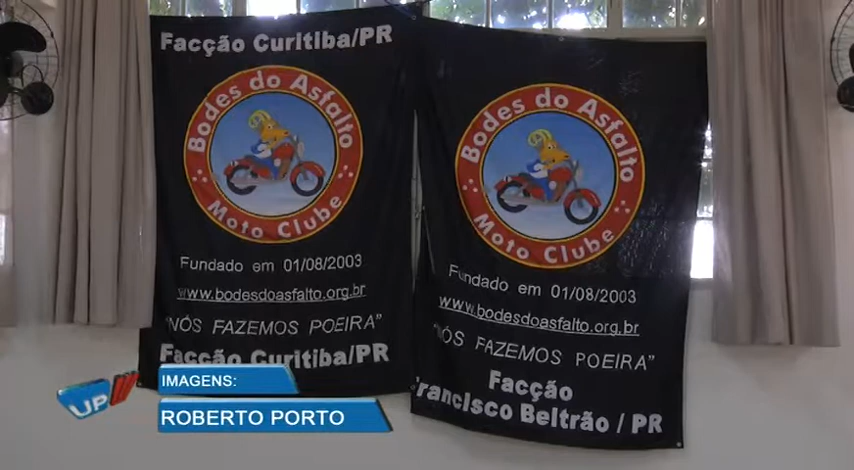 Facção Curitiba/PR
Bodes do Asfalto
Moto Clube
Fundado em 01/08/2003
www.bodesdoasfalto.org.br
"NÓS FAZEMOS POEIRA"
Facção Curitiba/PR
Bodes do Asfalto
Moto Clube
Fundado em 01/08/2003
www.bodesdoasfalto.org.br
"NÓS FAZEMOS POEIRA"
Facção
Francisco Beltrão / PR
UP
IMAGENS:
ROBERTO PORTO